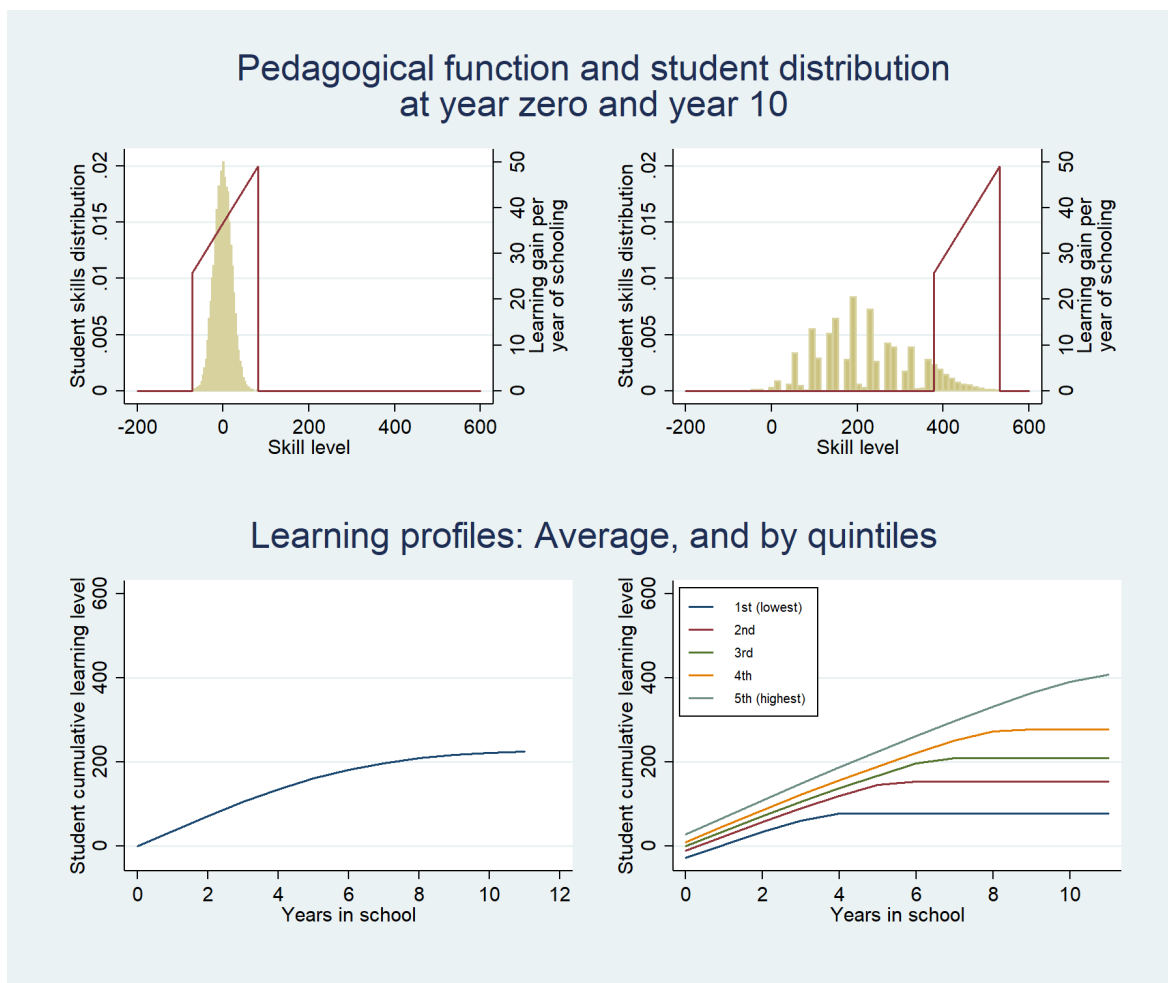 Pedagogical function and student distribution
at year zero and year 10
Student skills distribution
0 .005 .01 .015 .02
Learning gain per
year of schooling
0 10 20 30 40 50
-200 0 200 400 600
Skill level
Student skills distribution
0 .005 .01 .015 .02
Learning gain per
year of schooling
0 10 20 30 40 50
-200 0 200 400 600
Skill level
Learning profiles: Average, and by quintiles
Student cumulative learning level
0 200 400 600
0 2 4 6 8 10 12
Years in school
Student cumulative learning level
0 200 400 600
1st (lowest)
2nd
3rd
4th
5th (highest)
0 2 4 6 8 10
Years in school